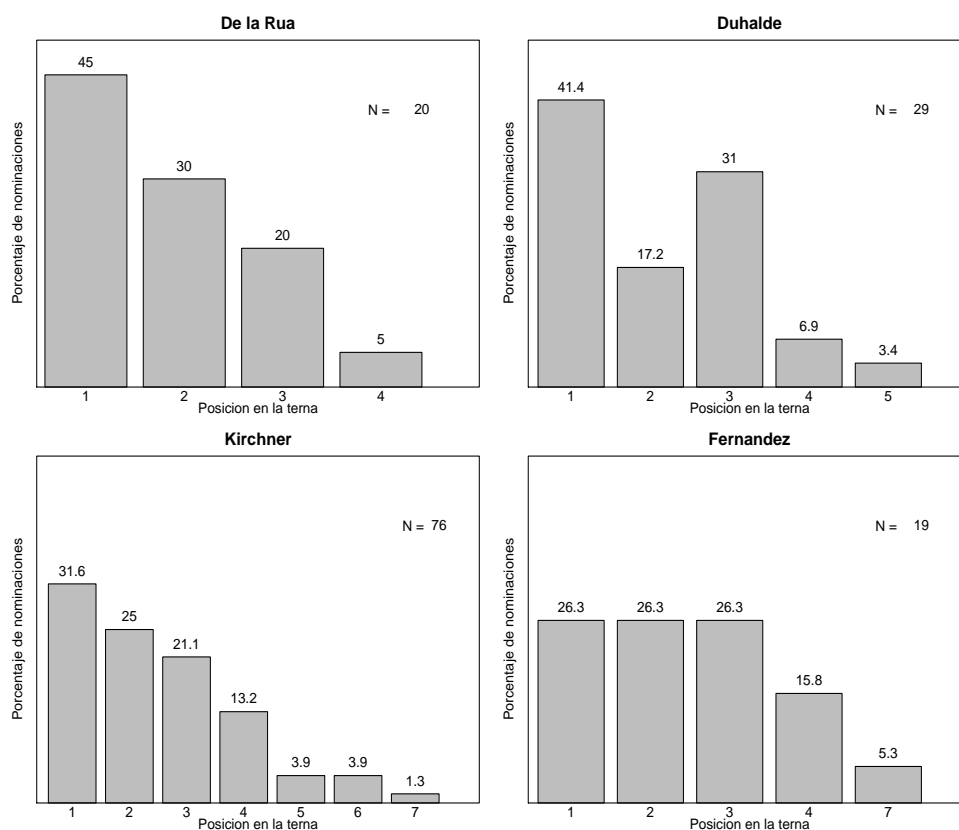 De la Rua
45
30
20
5
N = 20
Porcentaje de nominaciones
1 2 3 4
Posicion en la terna
Duhalde
41.4
17.2
31
6.9
3.4
N = 29
Porcentaje de nominaciones
1 2 3 4 5
Posicion en la terna
Kirchner
31.6
25
21.1
13.2
3.9
3.9
1.3
N = 76
Porcentaje de nominaciones
1 2 3 4 5 6 7
Posicion en la terna
Fernandez
26.3
26.3
26.3
15.8
5.3
N = 19
Porcentaje de nominaciones
1 2 3 4 7
Posicion en la terna